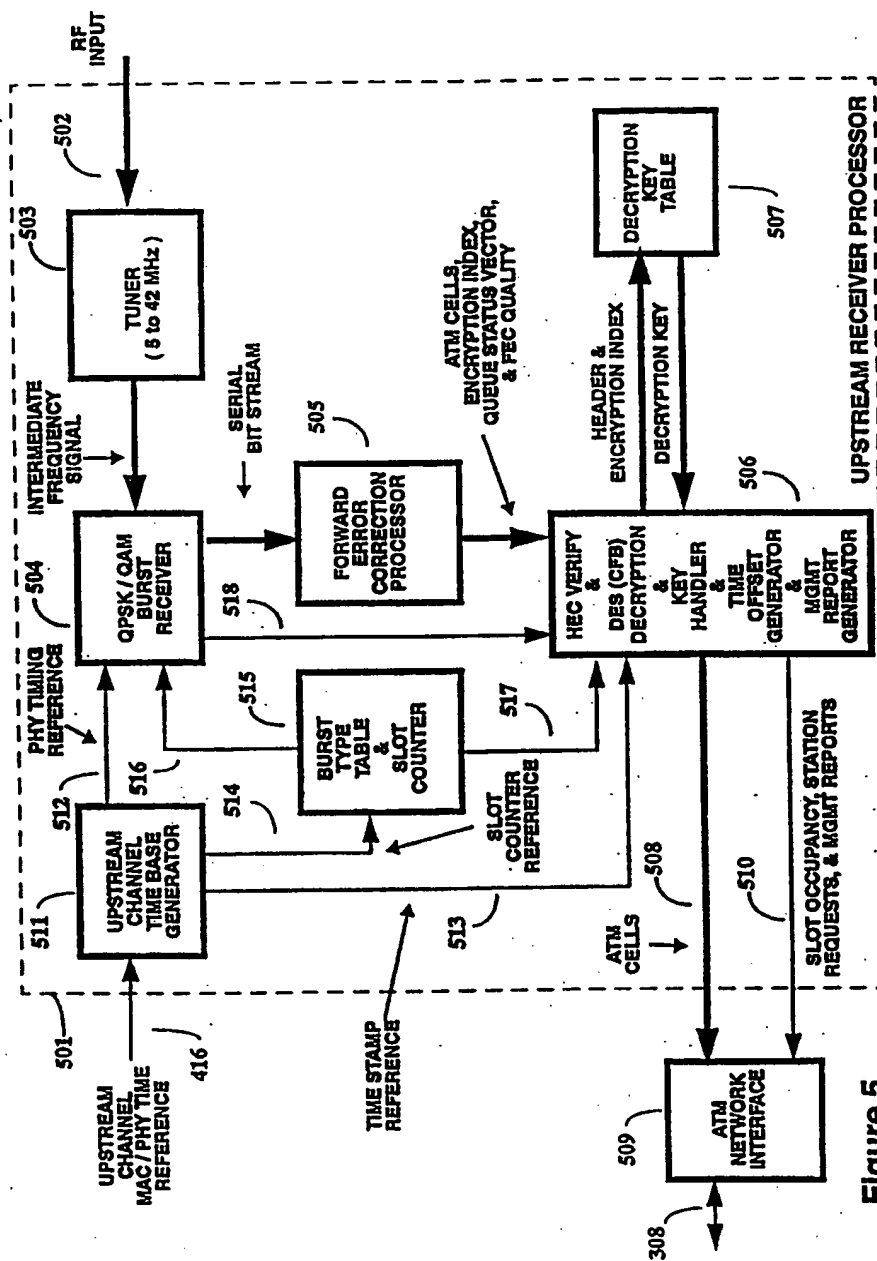 RF
INPUT
502
503
TUNER
(5 to 42 MHz)
INTERMEDIATE
FREQUENCY
SIGNAL
504
QPSK / QAM
BURST
RECEIVER
PHY TIMING
REFERENCE
512
516
511
UPSTREAM
CHANNEL
TIME BASE
GENERATOR
501
UPSTREAM
CHANNEL
MAC / PHY TIME
REFERENCE
416
SERIAL
BIT STREAM
505
FORWARD
ERROR
CORRECTION
PROCESSOR
518
515
BURST
TYPE
TABLE
&
SLOT
COUNTER
514
517
SLOT
COUNTER
REFERENCE
513
TIME STAMP
REFERENCE
ATM CELLS,
ENCRYPTION INDEX,
QUEUE STATUS VECTOR,
& FEC QUALITY
DECRYPTION
KEY
TABLE
507
HEADER &
ENCRYPTION INDEX
DECRYPTION KEY
506
HEC VERIFY
&
DES (CFB)
DECRYPTION
&
KEY
HANDLER
&
TIME
OFFSET
GENERATOR
&
MGMT
REPORT
GENERATOR
UPSTREAM RECEIVER PROCESSOR
508
ATM
CELLS
510
SLOT OCCUPANCY, STATION
REQUESTS, & MGMT REPORTS
509
ATM
NETWORK
INTERFACE
308
Figure 5